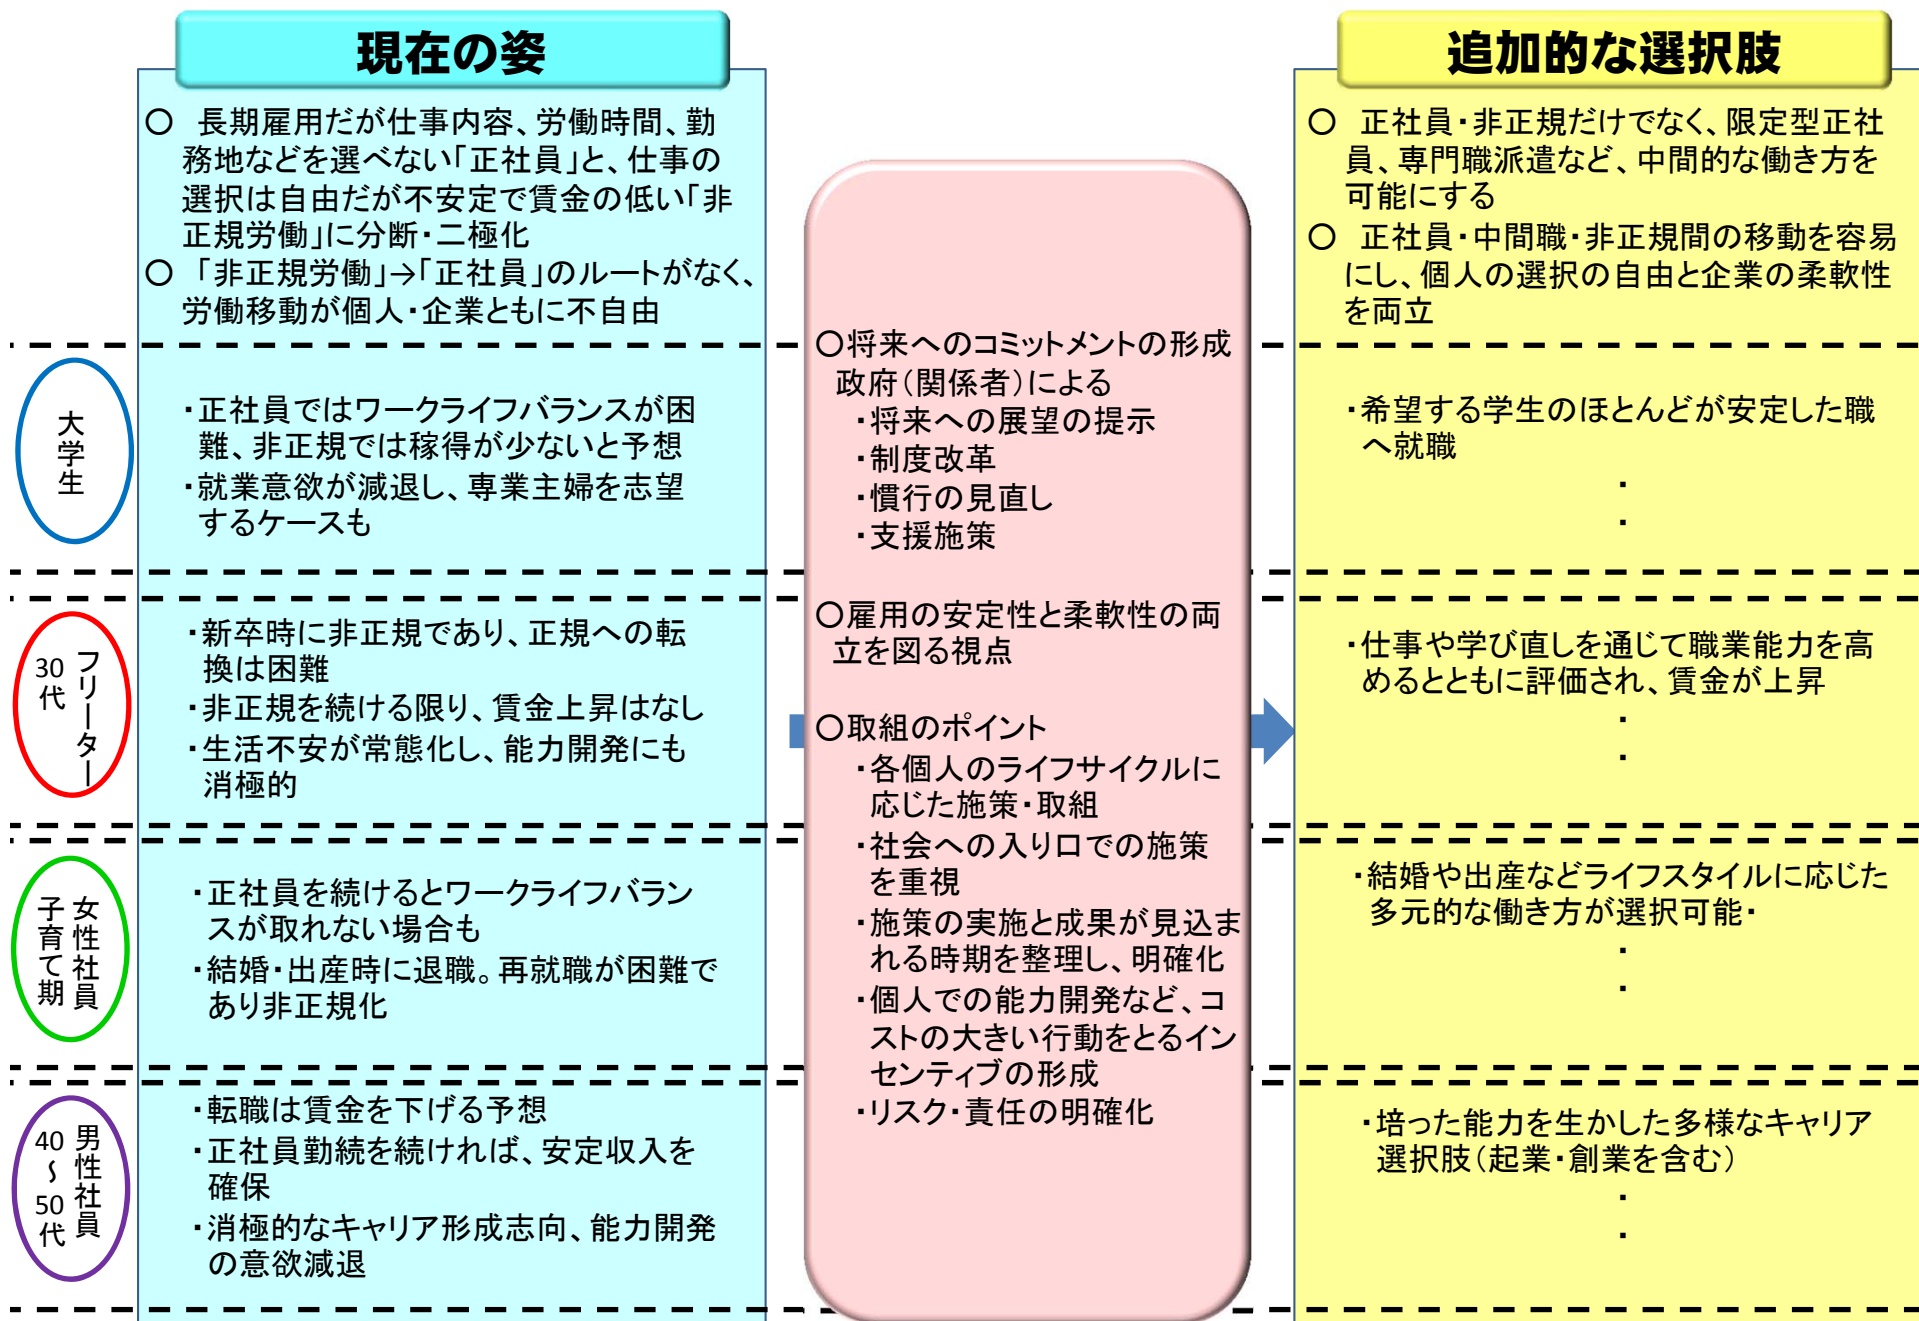 現在の姿
○ 長期雇用だが仕事内容、労働時間、勤
務地などを選べない「正社員」と、仕事の
選択は自由だが不安定で賃金の低い「非
正規労働」に分断・二極化
○ 「非正規労働」→「正社員」のルートがなく、
労働移動が個人・企業ともに不自由
大学生
・正社員ではワークライフバランスが困
難、非正規では稼得が少ないと予想
・就業意欲が減退し、専業主婦を志望
するケースも
フリーター
30代
・新卒時に非正規であり、正規への転
換は困難
・非正規を続ける限り、賃金上昇はなし
・生活不安が常態化し、能力開発にも
消極的
女性社員
子育て期
・正社員を続けるとワークライフバラン
スが取れない場合も
・結婚・出産時に退職。再就職が困難で
あり非正規化
男性社員
40～50代
・転職は賃金を下げる予想
・正社員勤続を続ければ、安定収入を
確保
・消極的なキャリア形成志向、能力開発
の意欲減退
○将来へのコミットメントの形成
政府（関係者）による
・将来への展望の提示
・制度改革
・慣行の見直し
・支援施策
○雇用の安定性と柔軟性の両
立を図る視点
○取組のポイント
・各個人のライフサイクルに
応じた施策・取組
・社会への入り口での施策
を重視
・施策の実施と成果が見込ま
れる時期を整理し、明確化
・個人での能力開発など、コ
ストの大きい行動をとるイン
センティブの形成
・リスク・責任の明確化
追加的な選択肢
○ 正社員・非正規だけでなく、限定型正社
員、専門職派遣など、中間的な働き方を
可能にする
○ 正社員・中間職・非正規間の移動を容易
にし、個人の選択の自由と企業の柔軟性
を両立
・希望する学生のほとんどが安定した職
へ就職
・
・
・仕事や学び直しを通じて職業能力を高
めるとともに評価され、賃金が上昇
・
・
・結婚や出産などライフスタイルに応じた
多元的な働き方が選択可能・
・
・
・培った能力を生かした多様なキャリア
選択肢（起業・創業を含む）
・
・